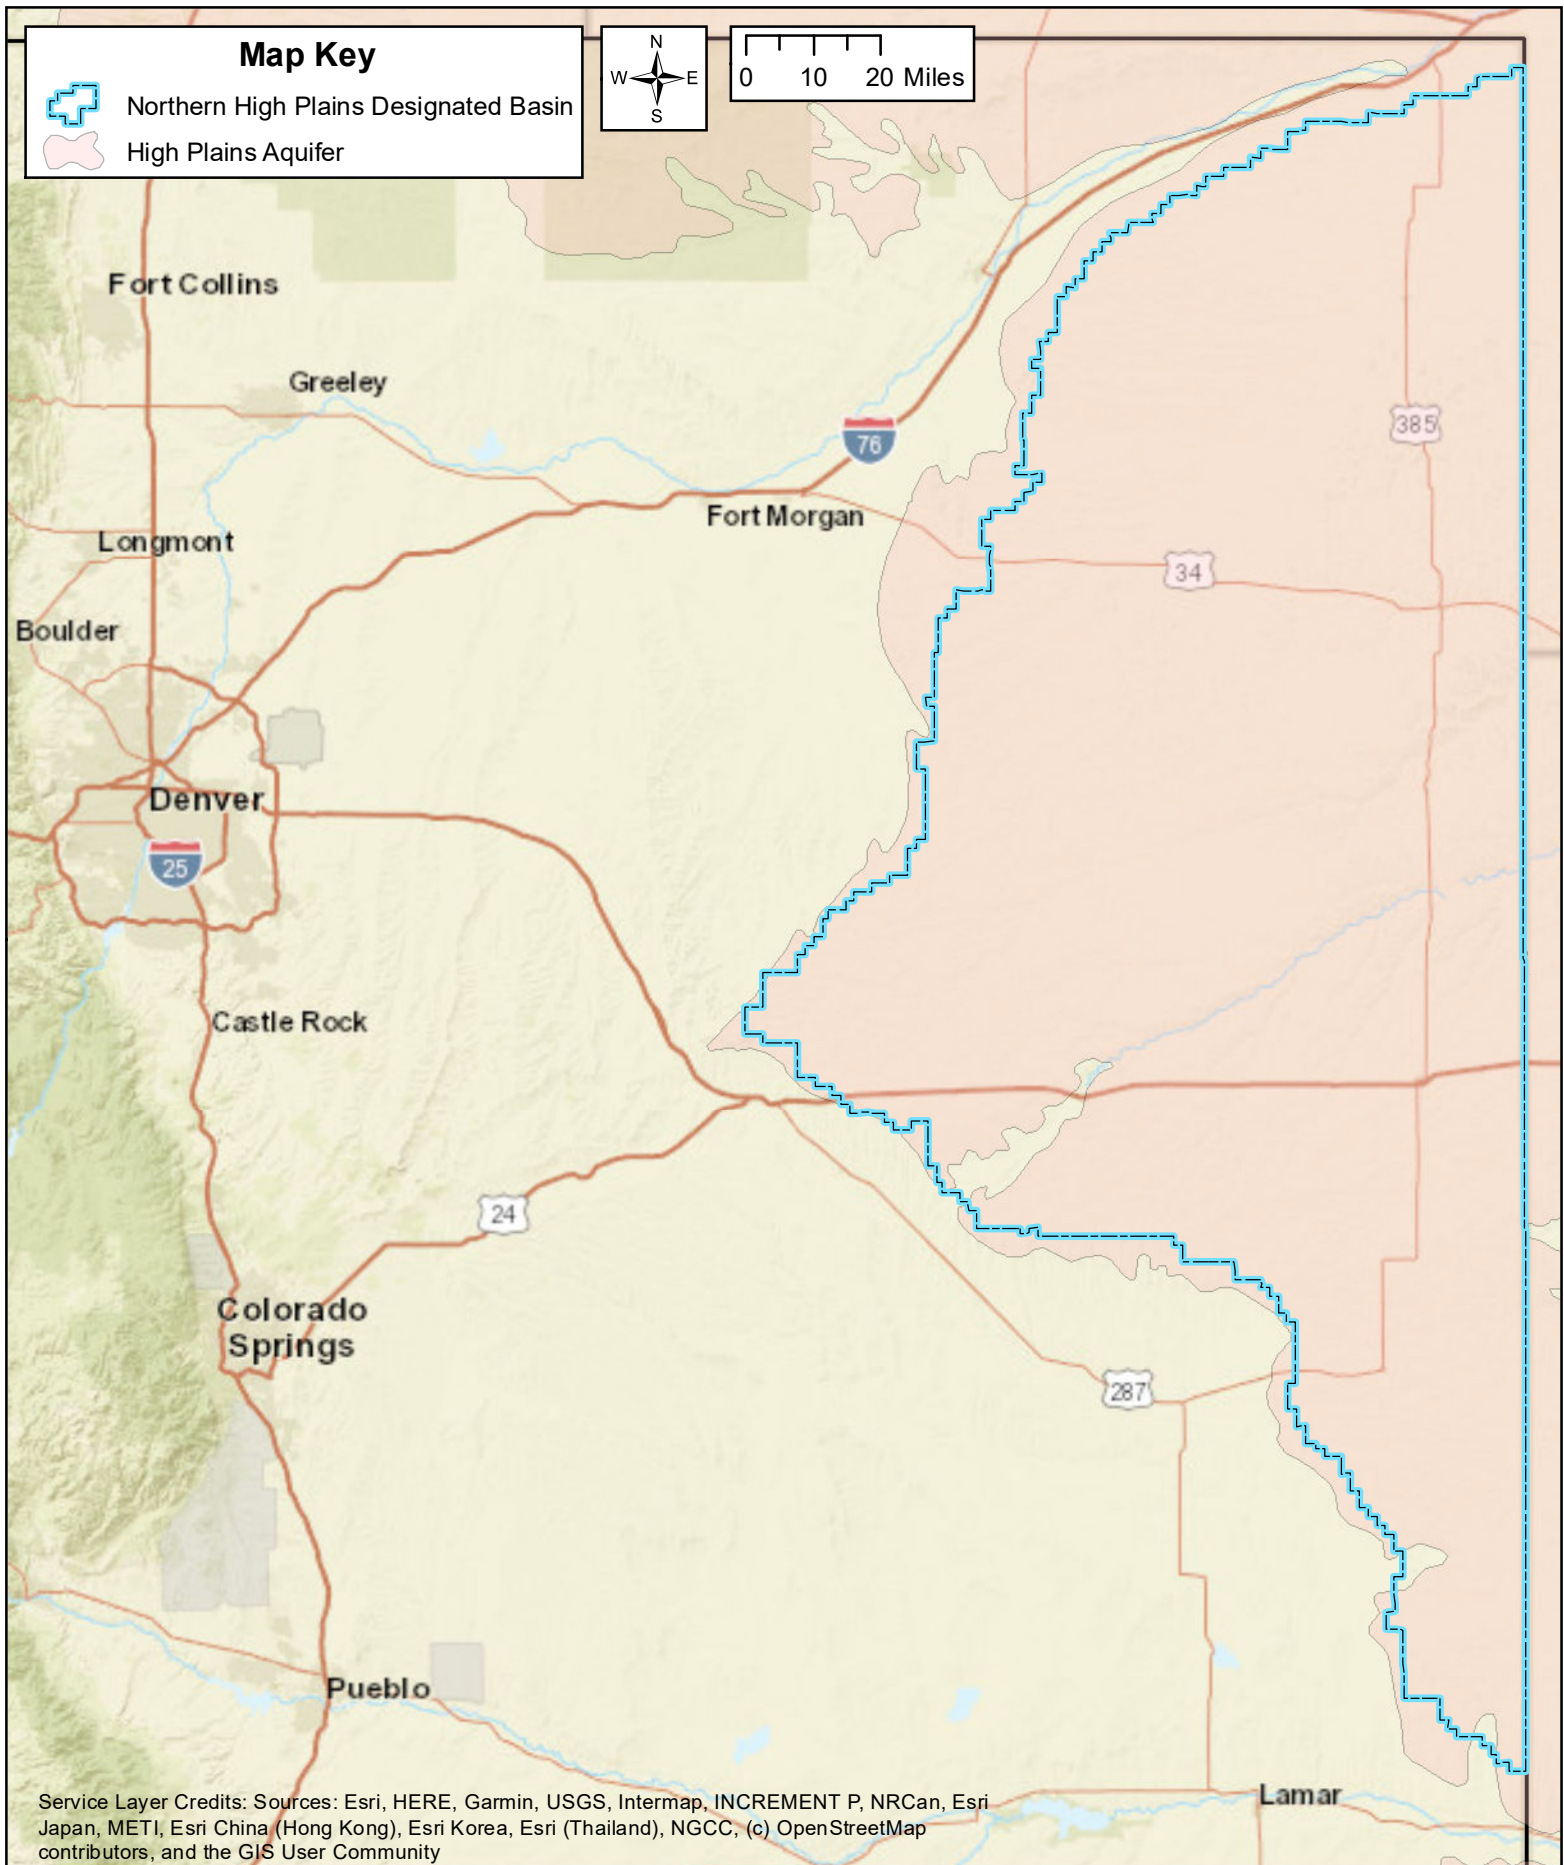 Map Key
Northern High Plains Designated Basin
High Plains Aquifer
N
W E
S
0 10 20 Miles
Fort Collins
Greeley
385
76
Fort Morgan
Longmont
34
Boulder
Denver
25
Castle Rock
24
Colorado
Springs
287
Pueblo
Lamar
Service Layer Credits: Sources: Esri, HERE, Garmin, USGS, Intermap, INCREMENT P, NRCan, Esri
Japan, METI, Esri China (Hong Kong), Esri Korea, Esri (Thailand), NGCC, (c) OpenStreetMap
contributors, and the GIS User Community